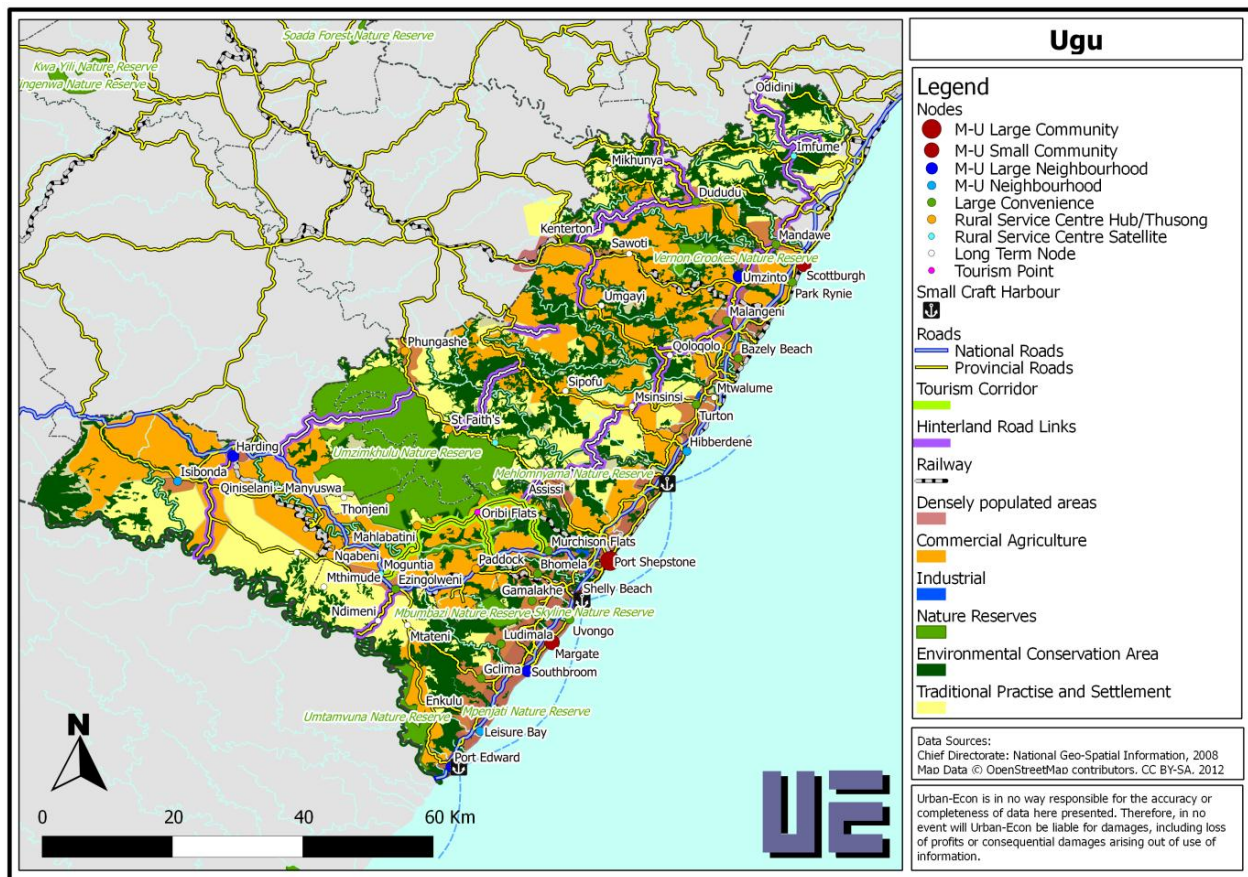 Ugu
Legend
Nodes
M-U Large Community
M-U Small Community
M-U Large Neighbourhood
M-U Neighbourhood
Large Convenience
Rural Service Centre Hub/Thusong
Rural Service Centre Satellite
Long Term Node
Tourism Point
Small Craft Harbour
Roads
National Roads
Provincial Roads
Tourism Corridor
Hinterland Road Links
Railway
Densely populated areas
Commercial Agriculture
Industrial
Nature Reserves
Environmental Conservation Area
Traditional Practise and Settlement
Data Sources:
Chief Directorate: National Geo-Spatial Information, 2008
Map Data © OpenStreetMap contributors, CC BY-SA, 2012
Urban-Econ is in no way responsible for the accuracy or
completeness of data here presented. Therefore, in no
event will Urban-Econ be liable for damages, including loss
of profits or consequential damages arising out of use of
information.
Soada Forest Nature Reserve
Kwa Yili Nature Reserve
ingenwa Nature Reserve
Odidini
Imfume
Mikhunya
Dududu
Kenterton
Mandawe
Sawoti
Vernon Crookes Nature Reserve
Scottburgh
Umzinto
Park Rynie
Umgayi
Malangeni
Phungashe
Qoloqolo
Bazely Beach
Sipofu
Mtwalume
Msinsinsi
Turton
St Faith's
Hibberdene
Harding
Umzimkhulu Nature Reserve
Mehlomnyama Nature Reserve
Isibonda
Qiniselani - Manyuswa
Assissi
Thonjeni
Oribi Flats
Mahlabatini
Murchison Flats
Nqabeni
Moguntia
Paddock
Bhomela
Port Shepstone
Mthimude
Ezingolweni
Gamalakhe
Shelly Beach
Ndimeni
Mbumbazi Nature Reserve
Skyline Nature Reserve
Uvongo
Mtateni
Ludimala
Margate
Gclima
Southbroom
Enkulu
Umtamvuna Nature Reserve
Mpenjati Nature Reserve
Leisure Bay
Port Edward
N
0 20 40 60 Km
UE